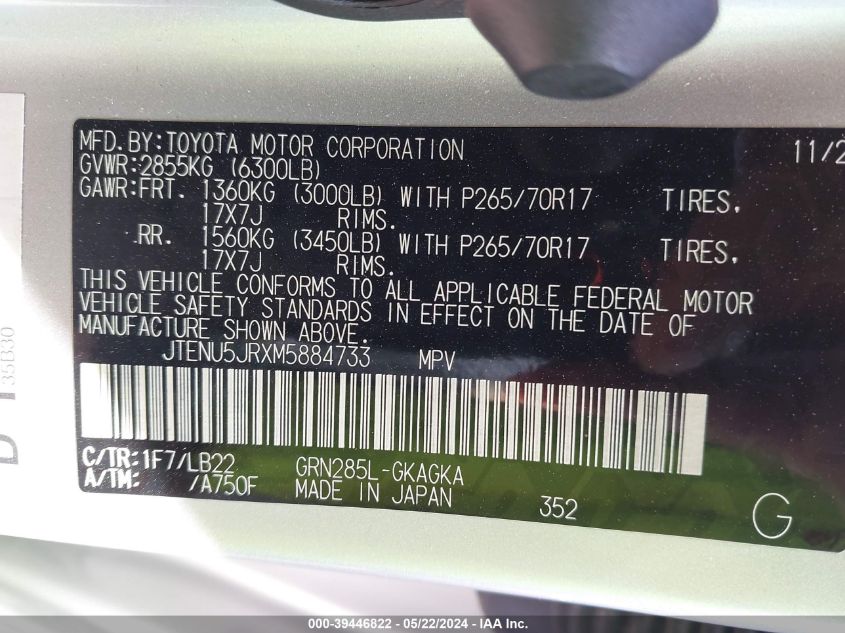 MFD.BY:TOYOTA MOTOR CORPORATION 11/2
GVWR:2855KG (6300LB)
GAWR:FRT. 1360KG (3000LB) WITH P265/70R17 TIRES.
17X7J RIMS.
RR. 1560KG (3450LB) WITH P265/70R17 TIRES.
17X7J RIMS.
THIS VEHICLE CONFORMS TO ALL APPLICABLE FEDERAL MOTOR
VEHICLE SAFETY STANDARDS IN EFFECT ON THE DATE OF
MANUFACTURE SHOWN ABOVE.
JTENU5JRXM5884733 MPV
C/TR:1F7/LB22 GRN285L-GKAGKA
A/TM: /A750F MADE IN JAPAN 352 G
35B30
000-39446822 - 05/22/2024 - IAAI.com